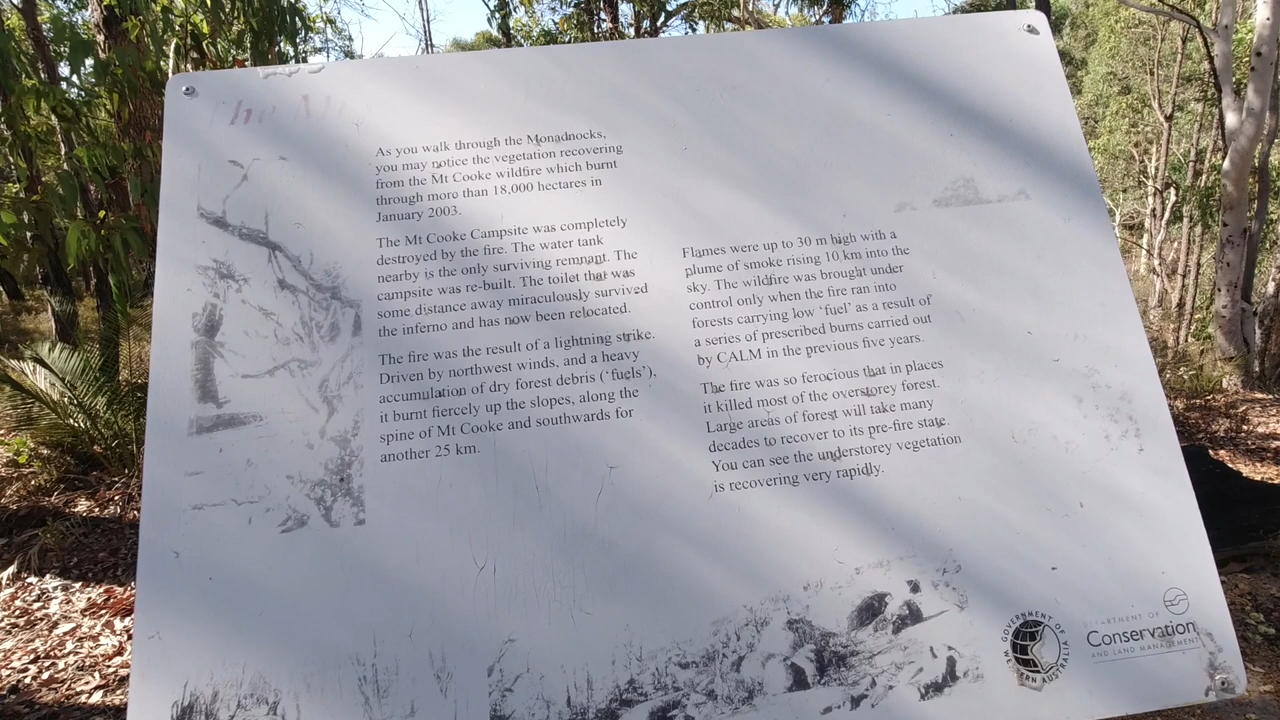 The M
As you walk through the Monadnocks,
you may notice the vegetation recovering
from the Mt Cooke wildfire which burnt
through more than 18,000 hectares in
January 2003.
The Mt Cooke Campsite was completely
destroyed by the fire. The water tank
nearby is the only surviving remnant. The
campsite was re-built. The toilet that was
some distance away miraculously survived
the inferno and has now been relocated.
The fire was the result of a lightning strike.
Driven by northwest winds, and a heavy
accumulation of dry forest debris (‘fuels’),
it burnt fiercely up the slopes, along the
spine of Mt Cooke and southwards for
another 25 km.
Flames were up to 30 m high with a
plume of smoke rising 10 km into the
sky. The wildfire was brought under
control only when the fire ran into
forests carrying low ‘fuel’ as a result of
a series of prescribed burns carried out
by CALM in the previous five years.
The fire was so ferocious that in places
it killed most of the overstorey forest.
Large areas of forest will take many
decades to recover to its pre-fire state.
You can see the understorey vegetation
is recovering very rapidly.
GOVERNMENT OF
WESTERN AUSTRALIA
DEPARTMENT OF
Conservation
AND LAND MANAGEMENT